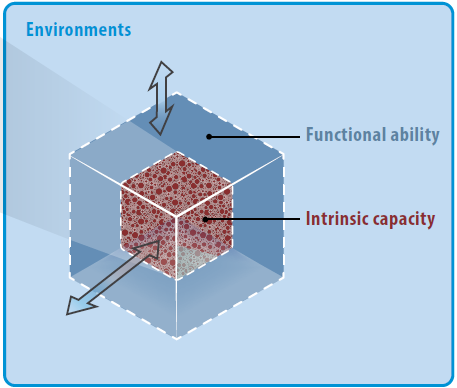 Environments
Functional ability
Intrinsic capacity